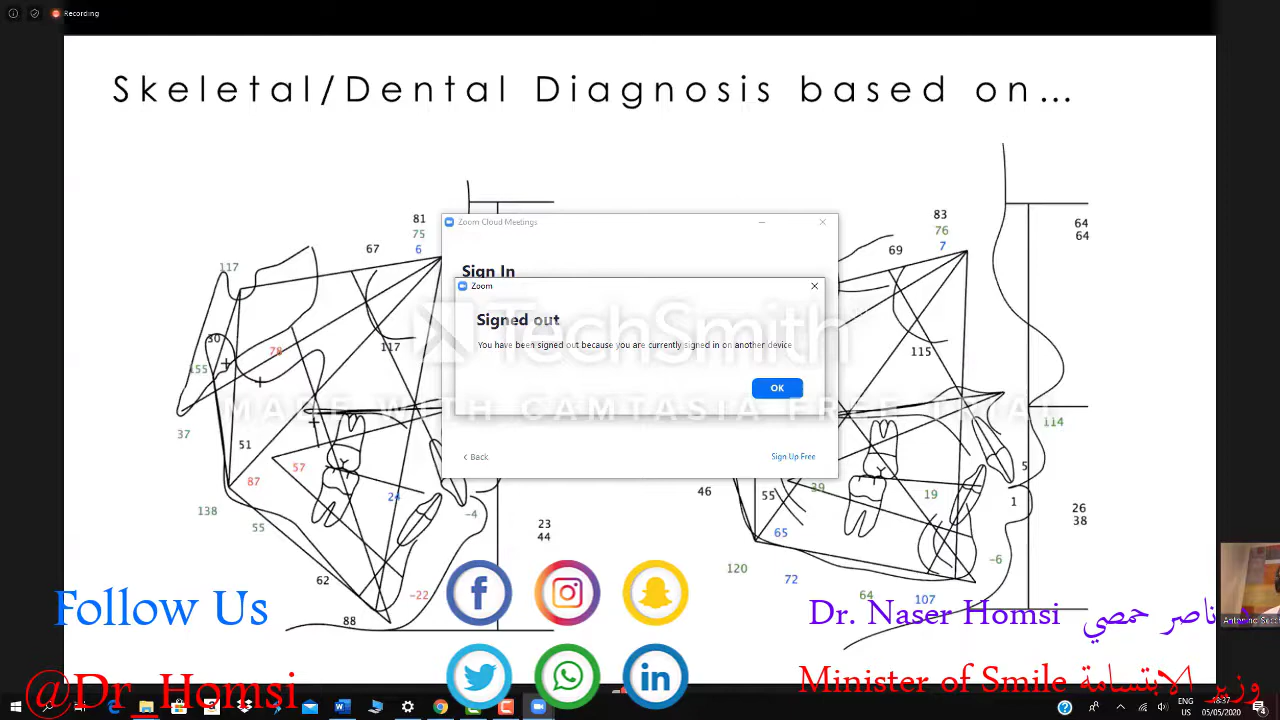 Recording
Skeletal/Dental Diagnosis based on...
81
75
6
67
117
30
78
155
117
37
51
87
57
138
55
24
-4
62
88
-22
23
44
83
76
7
69
64
64
115
114
5
1
46
55
39
19
65
26
38
120
72
64
107
-6
Zoom Cloud Meetings
Sign In
Zoom
Signed out
You have been signed out because you are currently signed in on another device
OK
Back
Sign Up Free
TechSmith
MADE WITH CAMTASIA FREE TRIAL
Follow Us
@Dr_Homsi
Dr. Naser Homsi د. ناصر حمصي
Minister of Smile وزير الابتسامة
18:37
US
05/05/2020